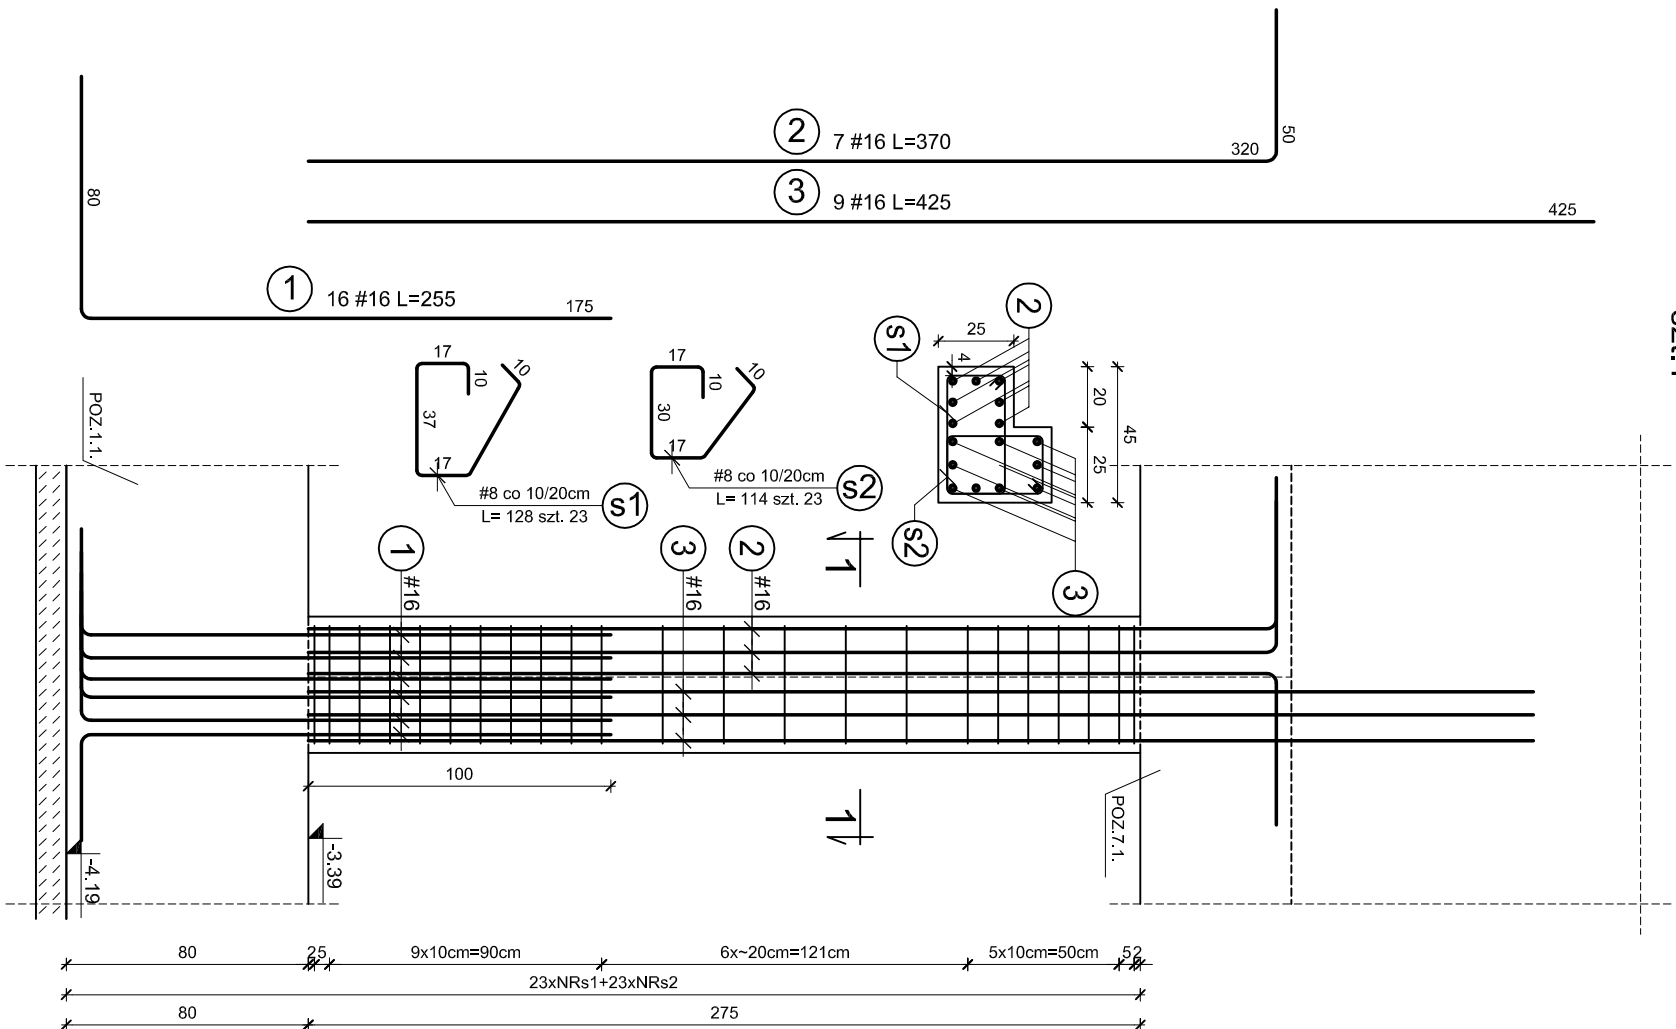 50
2
7 #16 L=370
320
3
9 #16 L=425
425
80
1
16 #16 L=255
175
2
s1
25
4
20
45
25
17
10
10
37
17
#8 co 10/20cm
L= 128 szt. 23
s1
17
10
10
30
17
#8 co 10/20cm
L= 114 szt. 23
s2
s2
3
POZ.1.1.
1
#16
3
#16
2
#16
1
100
1
POZ.7.1.
-3.39
-4.19
80
25
9x10cm=90cm
6x~20cm=121cm
5x10cm=50cm
52
23xNRs1+23xNRs2
80
275